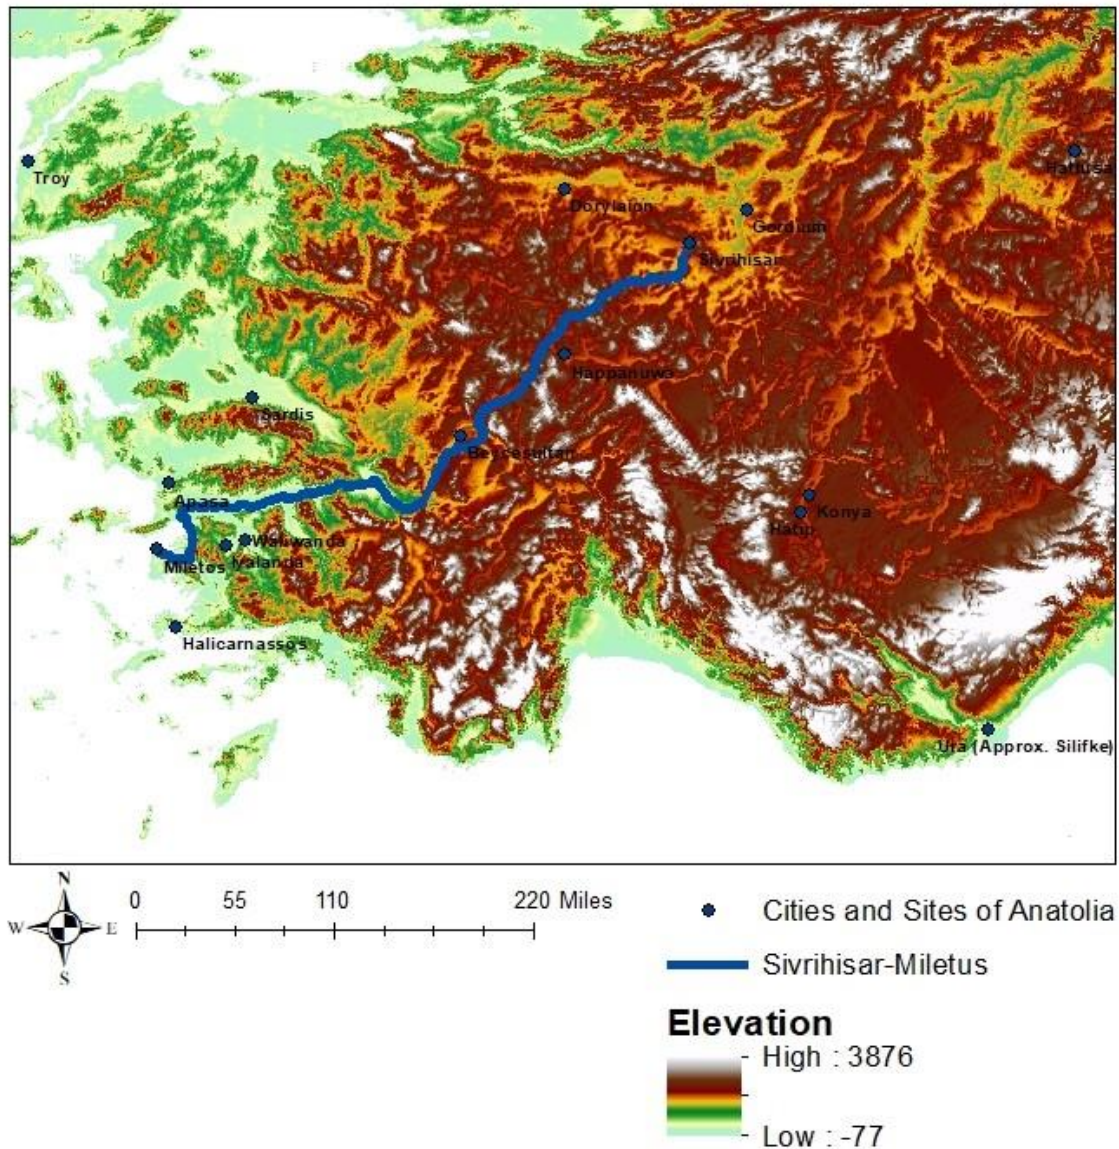 Troy
Hattusa
Dorylaion
Gordium
Sivrihisar
Happanuwa
Sardis
Beycesultan
Apasa
Konya
Hatip
Waliwanda
Iyalanda
Miletos
Halicarnassos
Ura (Approx. Silifke)
N
W E
S
0 55 110 220 Miles
Cities and Sites of Anatolia
Sivrihisar-Miletus
Elevation
High : 3876
Low : -77